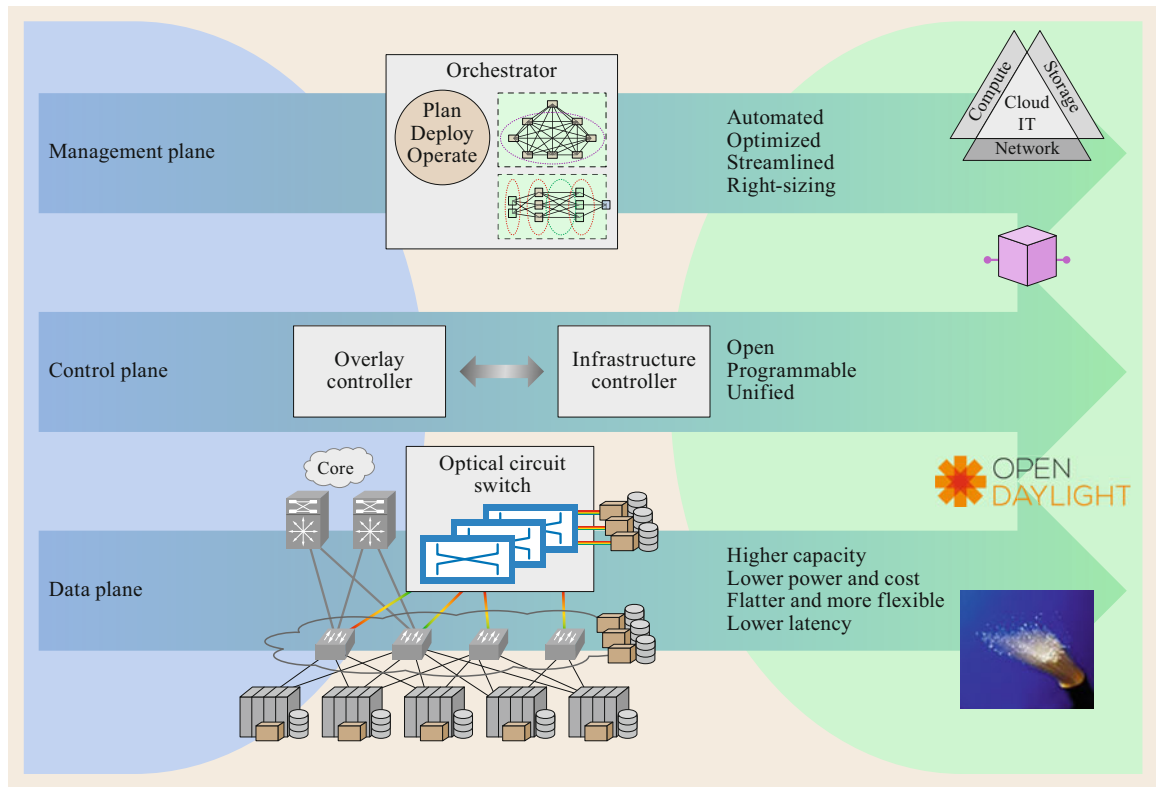 Orchestrator
Plan
Deploy
Operate
Management plane
Automated
Optimized
Streamlined
Right-sizing
Compute
Storage
Cloud
IT
Network
Control plane
Overlay
controller
Infrastructure
controller
Open
Programmable
Unified
Core
Optical circuit
switch
OPEN
DAYLIGHT
Data plane
Higher capacity
Lower power and cost
Flatter and more flexible
Lower latency